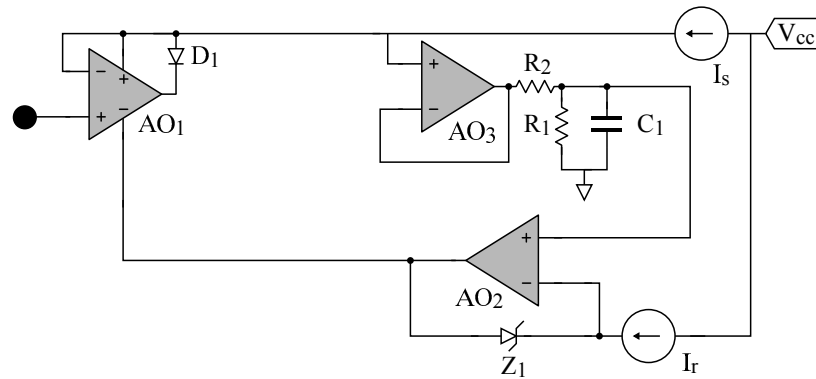 Vcc
Is
D1
AO1
AO3
R2
R1
C1
AO2
Z1
Ir
+
−
+
−
+
−
+
−